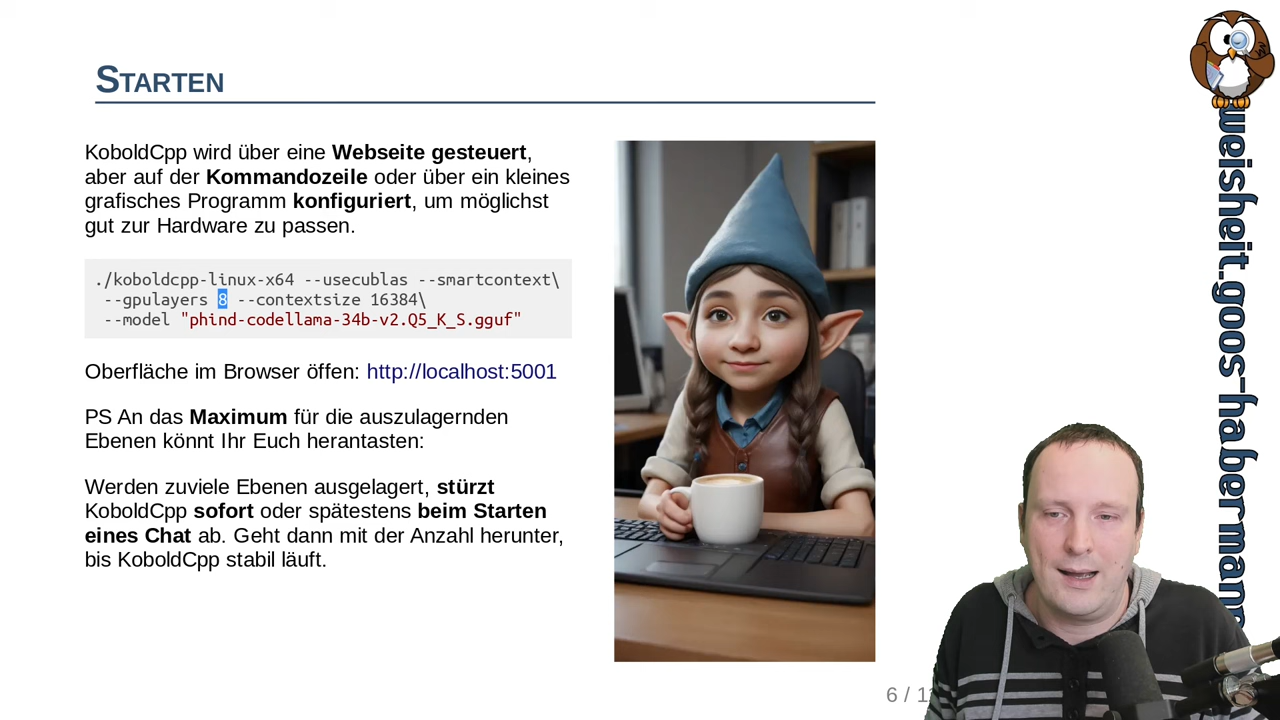 STARTEN
KoboldCpp wird über eine Webseite gesteuert,
aber auf der Kommandozeile oder über ein kleines
grafisches Programm konfiguriert, um möglichst
gut zur Hardware zu passen.
./koboldcpp-linux-x64 --usecublas --smartcontext\
--gpulayers 8 --contextsize 16384\
--model "phind-codellama-34b-v2.Q5_K_S.gguf"
Oberfläche im Browser öffen: http://localhost:5001
PS An das Maximum für die auszulagernden
Ebenen könnt Ihr Euch herantasten:
Werden zuviele Ebenen ausgelagert, stürzt
KoboldCpp sofort oder spätestens beim Starten
eines Chat ab. Geht dann mit der Anzahl herunter,
bis KoboldCpp stabil läuft.
weisheit.goos-habermann
6 /